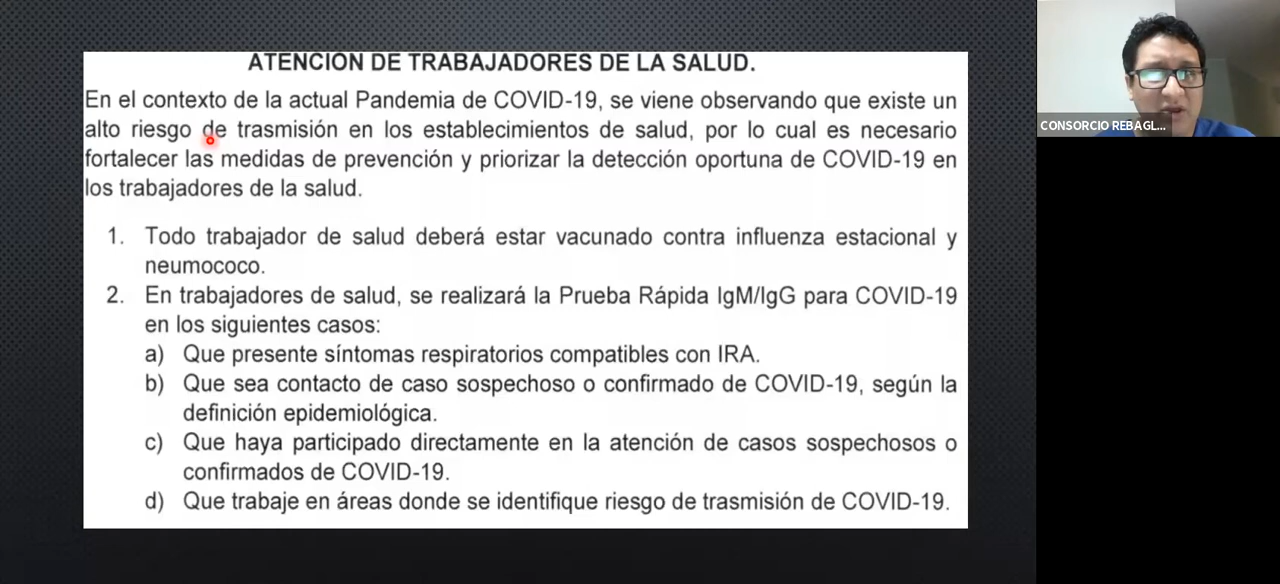 ATENCIÓN DE TRABAJADORES DE LA SALUD.
En el contexto de la actual Pandemia de COVID-19, se viene observando que existe un
alto riesgo de trasmisión en los establecimientos de salud, por lo cual es necesario
fortalecer las medidas de prevención y priorizar la detección oportuna de COVID-19 en
los trabajadores de la salud.
1. Todo trabajador de salud deberá estar vacunado contra influenza estacional y
neumococo.
2. En trabajadores de salud, se realizará la Prueba Rápida IgM/IgG para COVID-19
en los siguientes casos:
a) Que presente síntomas respiratorios compatibles con IRA.
b) Que sea contacto de caso sospechoso o confirmado de COVID-19, según la
definición epidemiológica.
c) Que haya participado directamente en la atención de casos sospechosos o
confirmados de COVID-19.
d) Que trabaje en áreas donde se identifique riesgo de trasmisión de COVID-19.
CONSORCIO REBAGL...